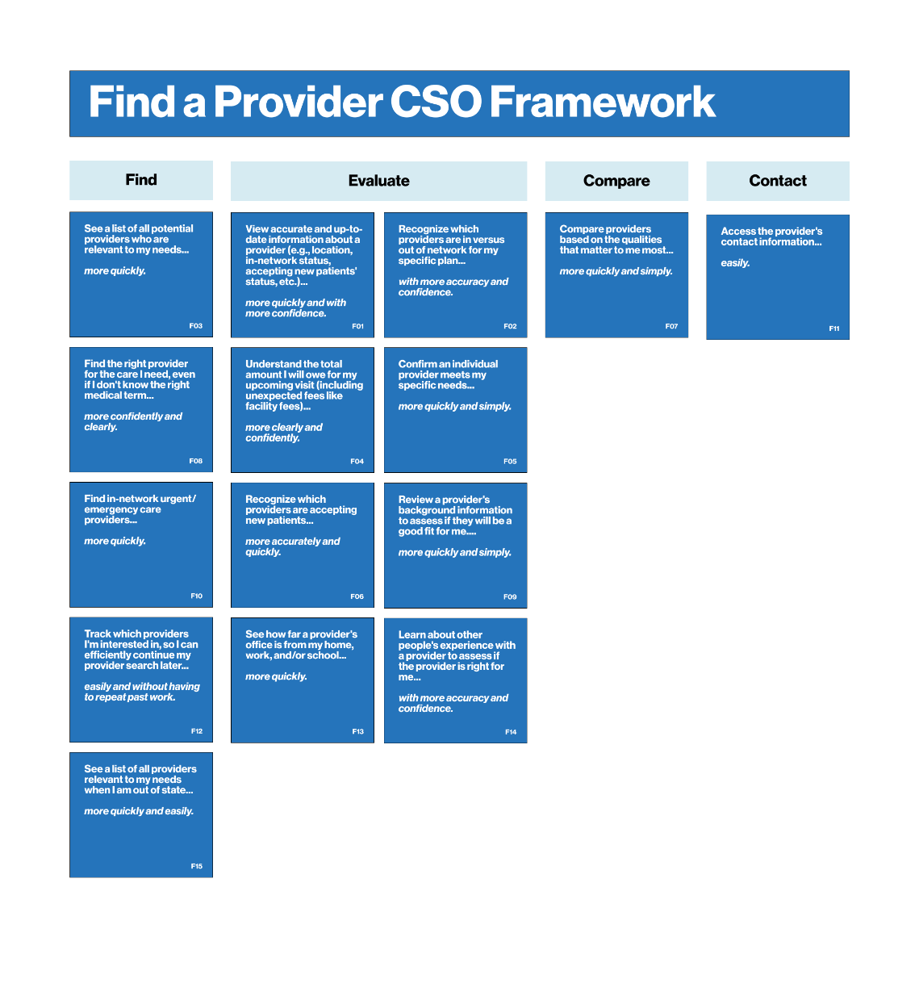 Find a Provider CSO Framework
Find
Evaluate
Compare
Contact
See a list of all potential
providers who are
relevant to my needs...
more quickly.
F03
View accurate and up-to-
date information about a
provider (e.g., location,
in-network status,
accepting new patients'
status, etc.)...
more quickly and with
more confidence.
F01
Recognize which
providers are in versus
out of network for my
specific plan...
with more accuracy and
confidence.
F02
Compare providers
based on the qualities
that matter to me most...
more quickly and simply.
F07
Access the provider's
contact information...
easily.
F11
Find the right provider
for the care I need, even
if I don't know the right
medical term...
more confidently and
clearly.
F08
Understand the total
amount I will owe for my
upcoming visit (including
unexpected fees like
facility fees)...
more clearly and
confidently.
F04
Confirm an individual
provider meets my
specific needs...
more quickly and simply.
F05
Find in-network urgent/
emergency care
providers...
more quickly.
F10
Recognize which
providers are accepting
new patients...
more accurately and
quickly.
F06
Review a provider's
background information
to assess if they will be a
good fit for me....
more quickly and simply.
F09
Track which providers
I'm interested in, so I can
efficiently continue my
provider search later...
easily and without having
to repeat past work.
F12
See how far a provider's
office is from my home,
work, and/or school...
more quickly.
F13
Learn about other
people's experience with
a provider to assess if
the provider is right for
me...
with more accuracy and
confidence.
F14
See a list of all providers
relevant to my needs
when I am out of state...
more quickly and easily.
F15